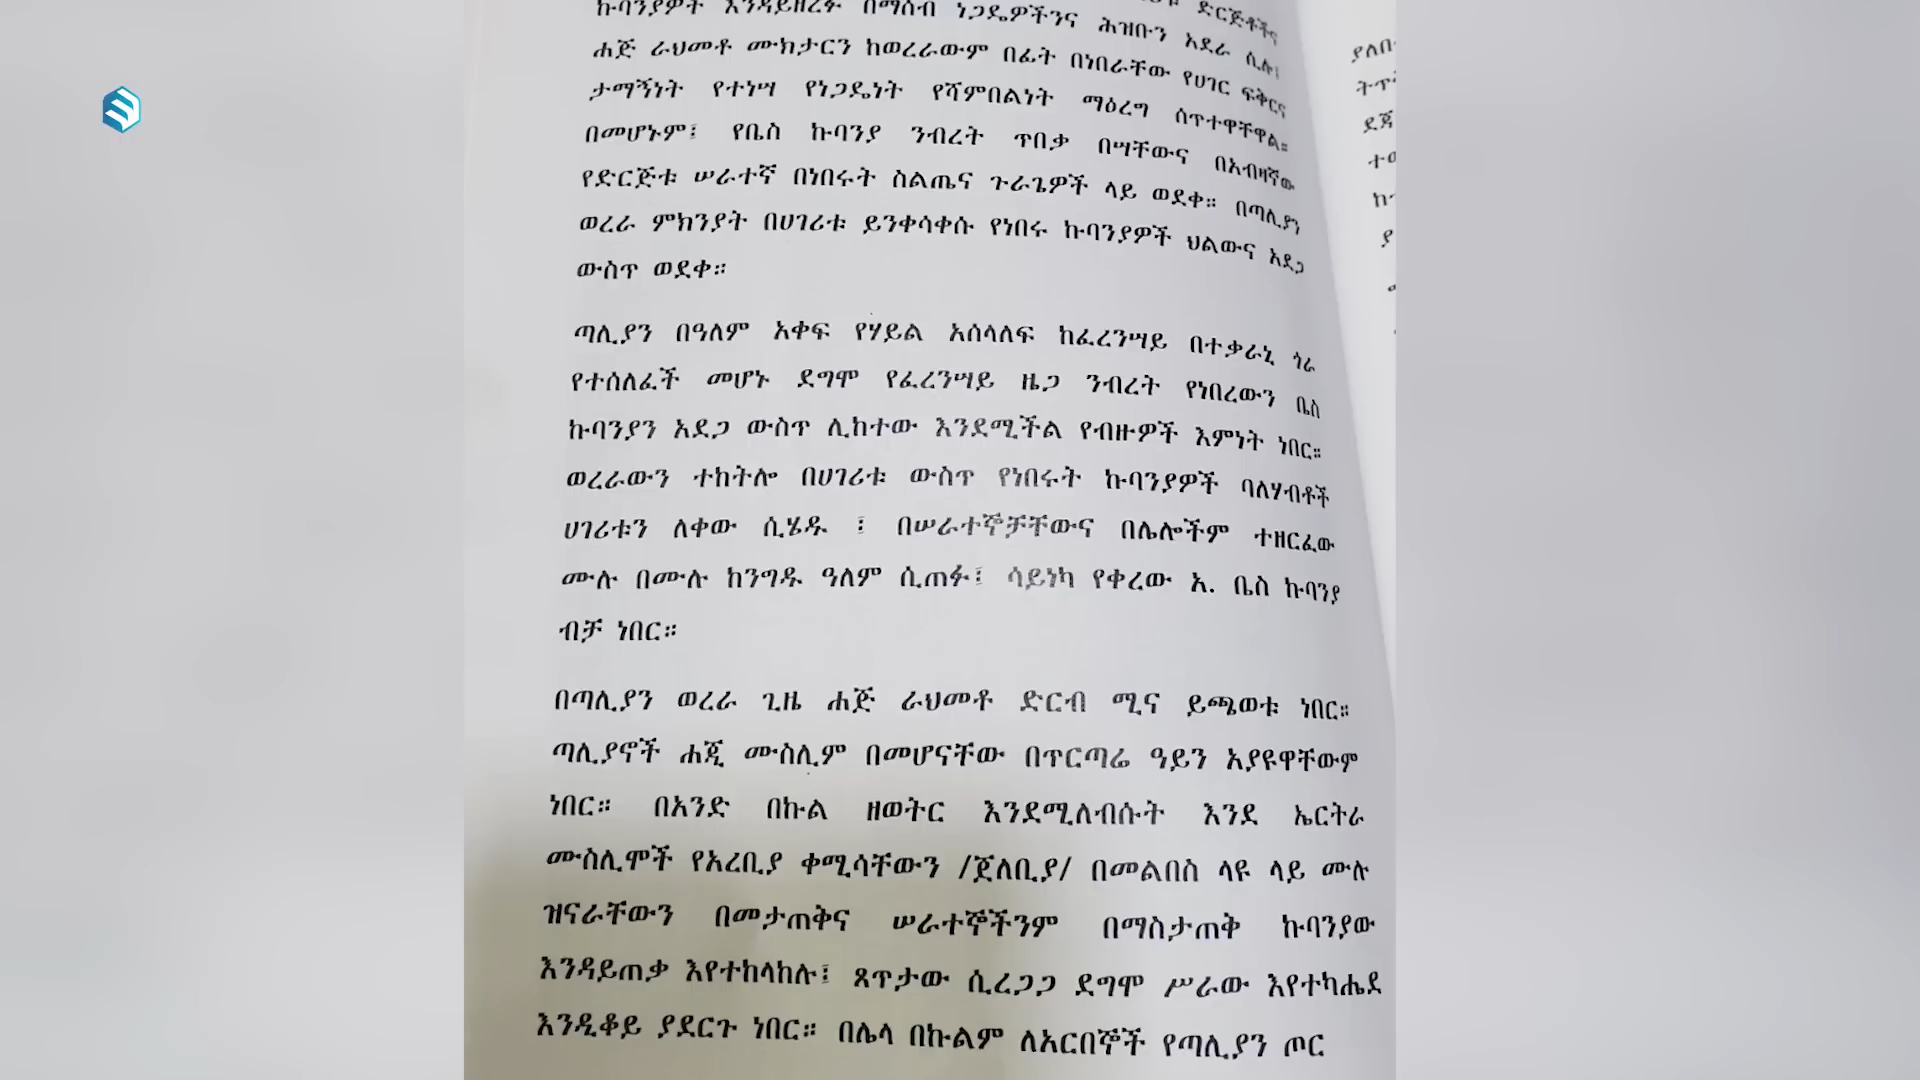 ኩባንያዎች እንዳይዘረፉ በማሰብ ነጋዴዎችንና ሕዝቡን አደራ ሲሉ፤ ድርጅቶችና
ሐጅ ራህመቶ ሙክታርን ከወረራውም በፊት በነበራቸው የሀገር ፍቅርና
ታማኝነት የተነሣ የነጋዴነት የሻምበልነት ማዕረግ ሰጥተዋቸዋል።
በመሆኑም፤ የቤስ ኩባንያ ንብረት ጥበቃ በሣቸውና በአብዛኛው
የድርጅቱ ሠራተኛ በነበሩት ስልጤና ጉራጌዎች ላይ ወደቀ። በጣሊያን
ወረራ ምክንያት በሀገሪቱ ይንቀሳቀሱ የነበሩ ኩባንያዎች ህልውና አደጋ
ውስጥ ወደቀ።
ጣሊያን በዓለም አቀፍ የሃይል አሰላለፍ ከፈረንሣይ በተቃራኒ ጎራ
የተሰለፈች መሆኑ ደግሞ የፈረንሣይ ዜጋ ንብረት የነበረውን ቤስ
ኩባንያን አደጋ ውስጥ ሊከተው እንደሚችል የብዙዎች እምነት ነበር።
ወረራውን ተከትሎ በሀገሪቱ ውስጥ የነበሩት ኩባንያዎች ባለሃብቶች
ሀገሪቱን ለቀው ሲሄዱ ፤ በሠራተኞቻቸውና በሌሎችም ተዘርፈው
ሙሉ በሙሉ ከንግዱ ዓለም ሲጠፉ፤ ሳይነካ የቀረው አ. ቤስ ኩባንያ
ብቻ ነበር።
በጣሊያን ወረራ ጊዜ ሐጅ ራህመቶ ድርብ ሚና ይጫወቱ ነበር።
ጣሊያኖች ሐጂ ሙስሊም በመሆናቸው በጥርጣሬ ዓይን አያዩዋቸውም
ነበር። በአንድ በኩል ዘወትር እንደሚለብሱት እንደ ኤርትራ
ሙስሊሞች የአረቢያ ቀሚሳቸውን /ጀለቢያ/ በመልበስ ላዩ ላይ ሙሉ
ዝናራቸውን በመታጠቅና ሠራተኞችንም በማስታጠቅ ኩባንያው
እንዳይጠቃ እየተከላከሉ፤ ጸጥታው ሲረጋጋ ደግሞ ሥራው እየተካሔደ
እንዲቆይ ያደርጉ ነበር። በሌላ በኩልም ለአርበኞች የጣሊያን ጦር